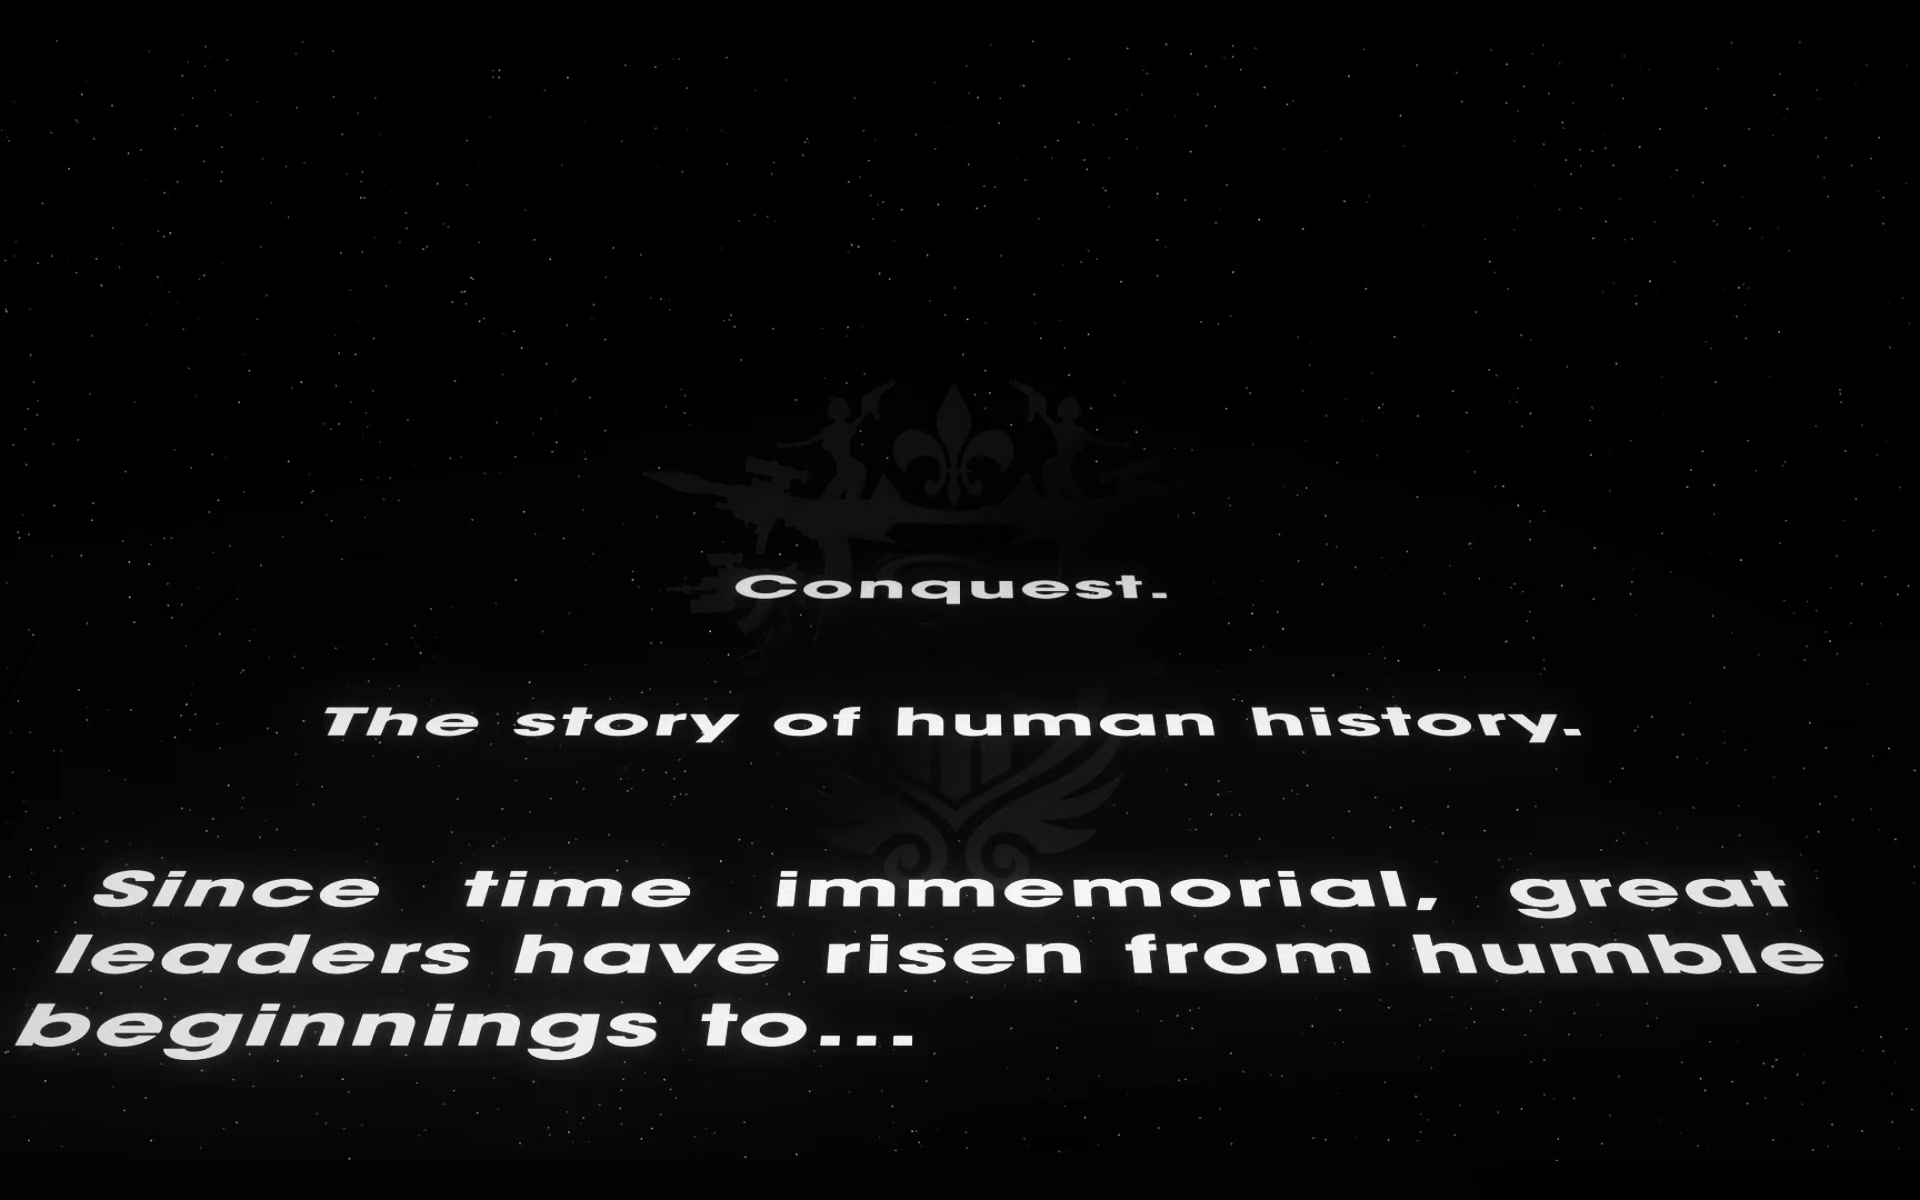 Conquest.
The story of human history.
Since time immemorial, great
leaders have risen from humble
beginnings to...